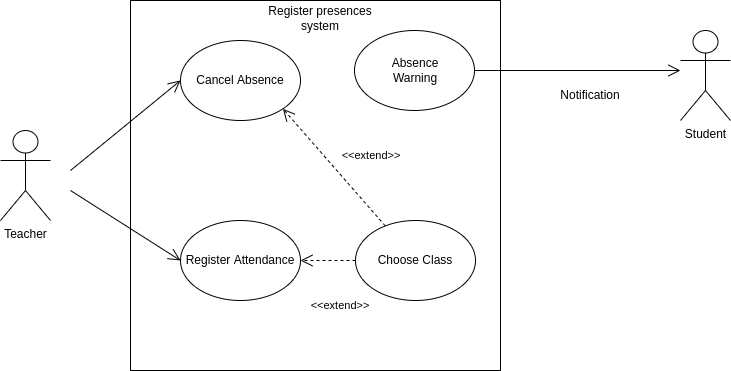 Register presences
system
Cancel Absence
Absence
Warning
Notification
Student
<<extend>>
Teacher
Register Attendance
Choose Class
<<extend>>